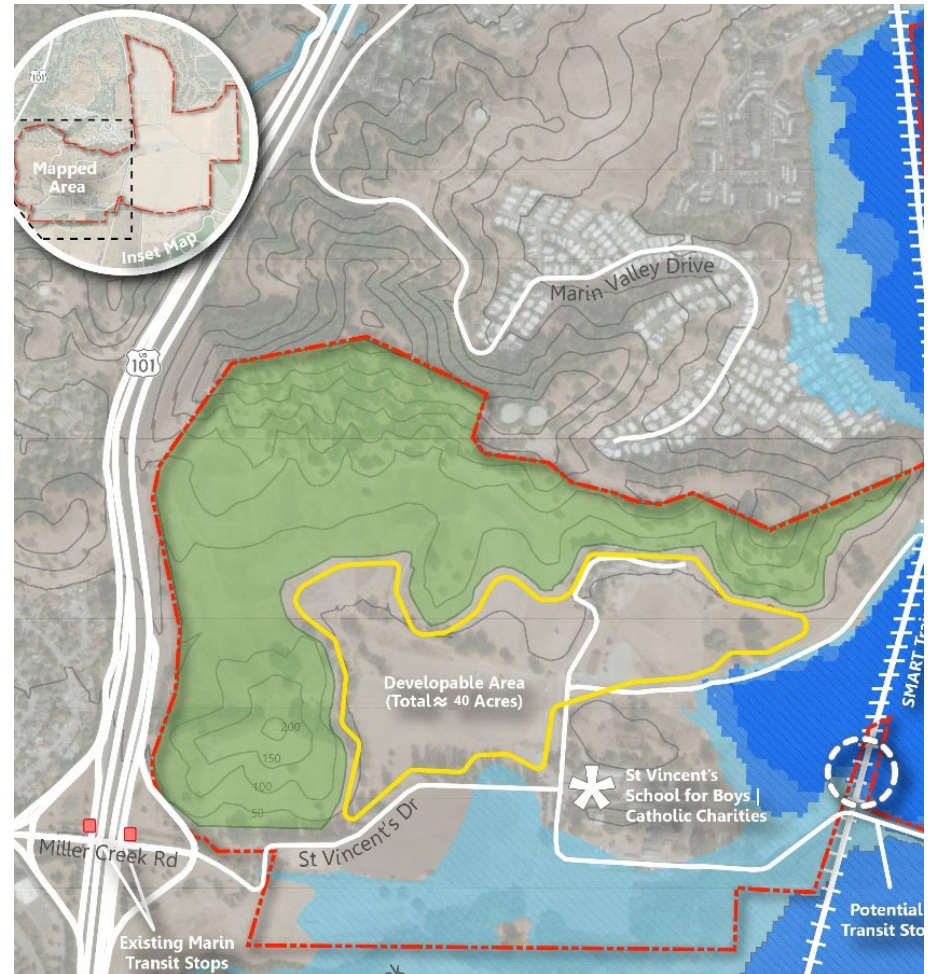 101
Mapped
Area
Inset Map
US
101
Marin Valley Drive
Developable Area
(Total ≈ 40 Acres)
200
150
100
50
St Vincent's
School for Boys |
Catholic Charities
St Vincent's Dr
Miller Creek Rd
Existing Marin
Transit Stops
SMART Trai
Potential
Transit Sto